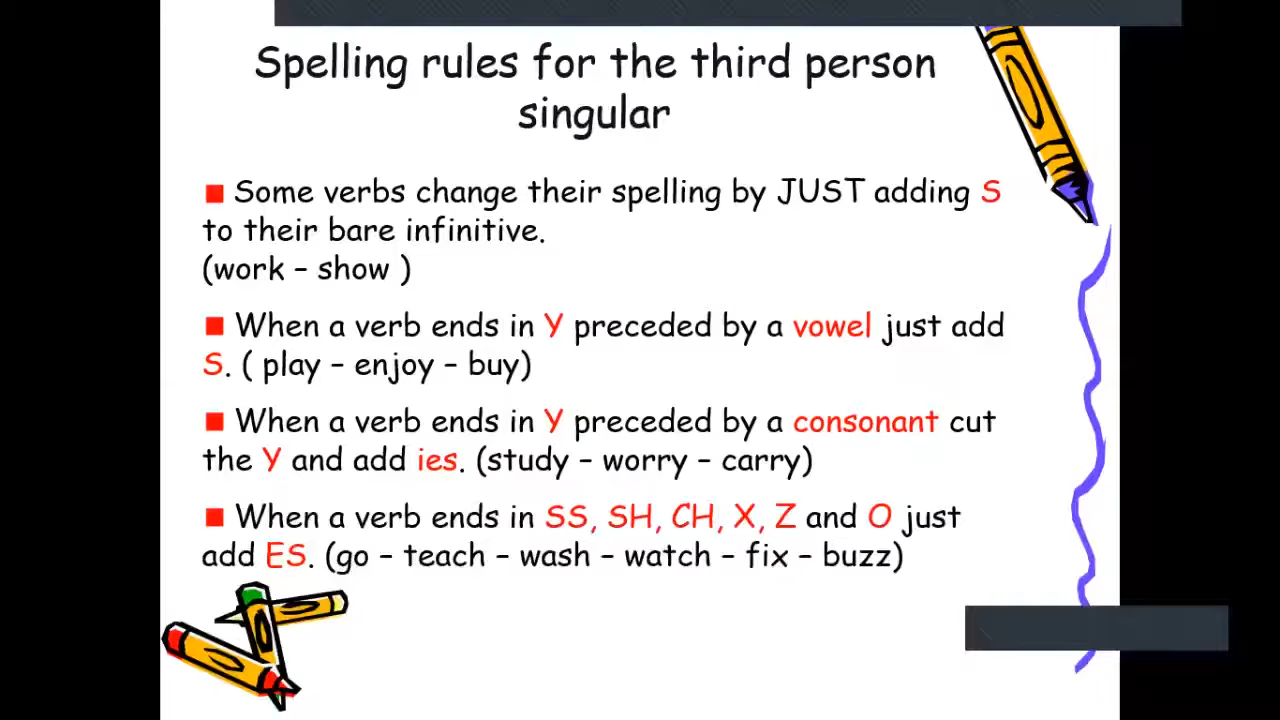 Spelling rules for the third person
singular
Some verbs change their spelling by JUST adding S
to their bare infinitive.
(work – show )
When a verb ends in Y preceded by a vowel just add
S. ( play – enjoy – buy)
When a verb ends in Y preceded by a consonant cut
the Y and add ies. (study – worry – carry)
When a verb ends in SS, SH, CH, X, Z and O just
add ES. (go – teach – wash – watch – fix – buzz)